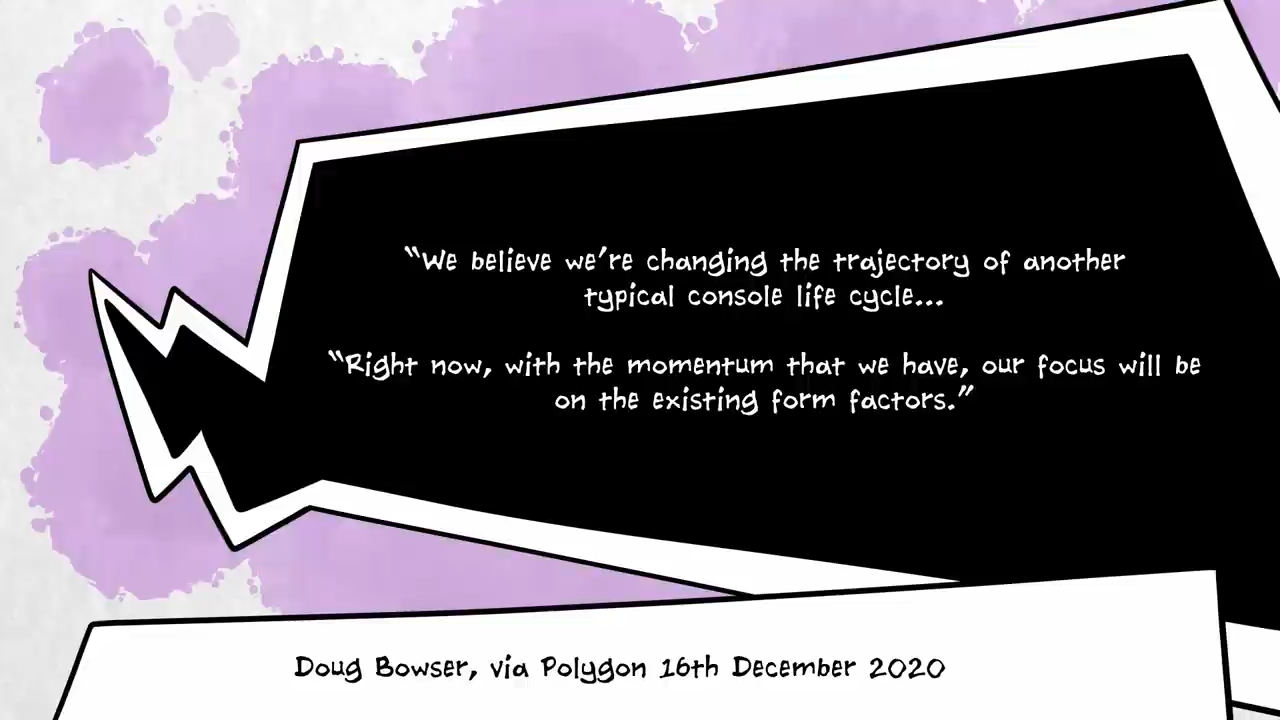 “We believe we’re changing the trajectory of another
typical console life cycle...
“Right now, with the momentum that we have, our focus will be
on the existing form factors.”
Doug Bowser, via Polygon 16th December 2020